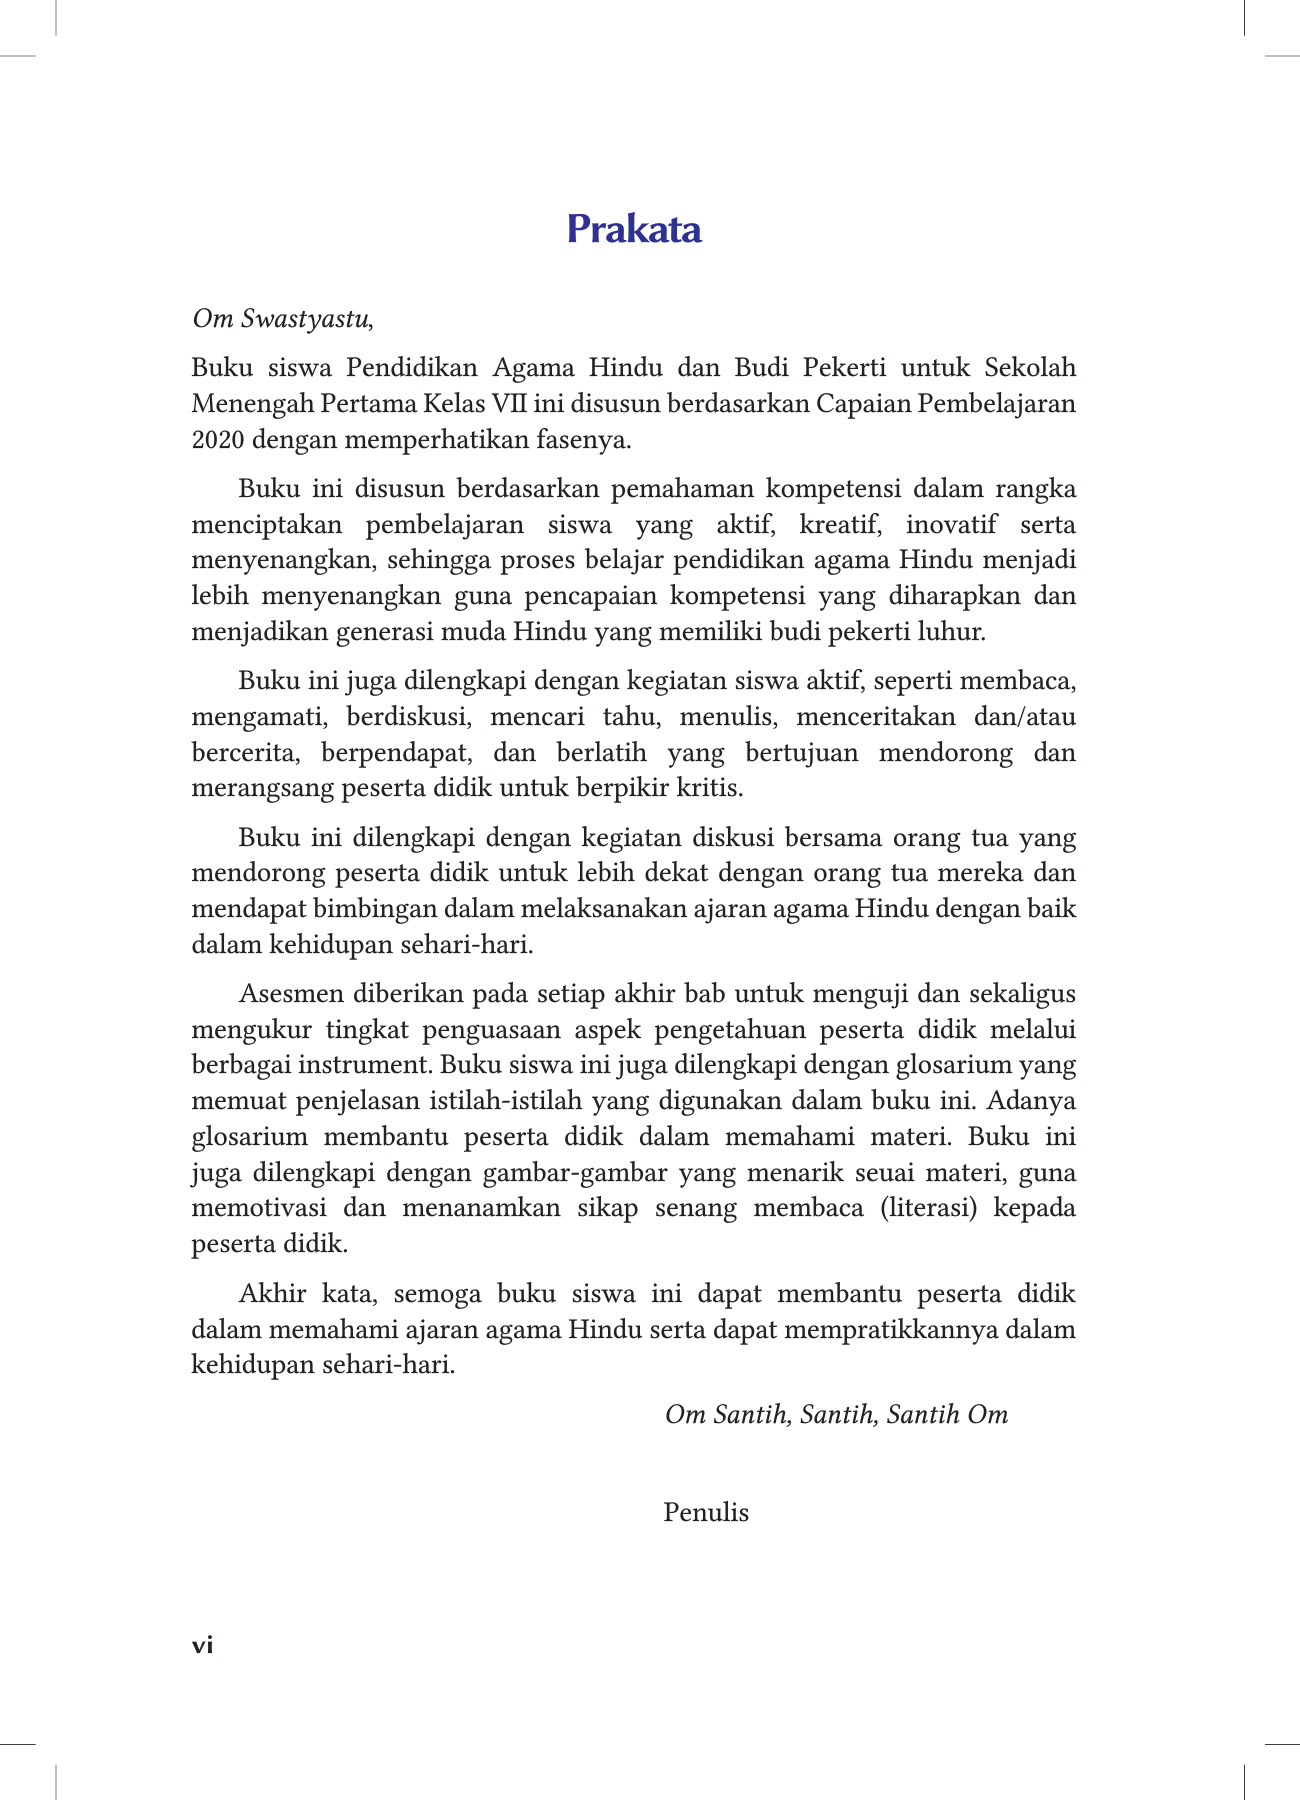 Prakata
Om Swastyastu,
Buku siswa Pendidikan Agama Hindu dan Budi Pekerti untuk Sekolah
Menengah Pertama Kelas VII ini disusun berdasarkan Capaian Pembelajaran
2020 dengan memperhatikan fasenya.
Buku ini disusun berdasarkan pemahaman kompetensi dalam rangka
menciptakan pembelajaran siswa yang aktif, kreatif, inovatif serta
menyenangkan, sehingga proses belajar pendidikan agama Hindu menjadi
lebih menyenangkan guna pencapaian kompetensi yang diharapkan dan
menjadikan generasi muda Hindu yang memiliki budi pekerti luhur.
Buku ini juga dilengkapi dengan kegiatan siswa aktif, seperti membaca,
mengamati, berdiskusi, mencari tahu, menulis, menceritakan dan/atau
bercerita, berpendapat, dan berlatih yang bertujuan mendorong dan
merangsang peserta didik untuk berpikir kritis.
Buku ini dilengkapi dengan kegiatan diskusi bersama orang tua yang
mendorong peserta didik untuk lebih dekat dengan orang tua mereka dan
mendapat bimbingan dalam melaksanakan ajaran agama Hindu dengan baik
dalam kehidupan sehari-hari.
Asesmen diberikan pada setiap akhir bab untuk menguji dan sekaligus
mengukur tingkat penguasaan aspek pengetahuan peserta didik melalui
berbagai instrument. Buku siswa ini juga dilengkapi dengan glosarium yang
memuat penjelasan istilah-istilah yang digunakan dalam buku ini. Adanya
glosarium membantu peserta didik dalam memahami materi. Buku ini
juga dilengkapi dengan gambar-gambar yang menarik seuai materi, guna
memotivasi dan menanamkan sikap senang membaca (literasi) kepada
peserta didik.
Akhir kata, semoga buku siswa ini dapat membantu peserta didik
dalam memahami ajaran agama Hindu serta dapat mempratikkannya dalam
kehidupan sehari-hari.
Om Santih, Santih, Santih Om
Penulis
vi